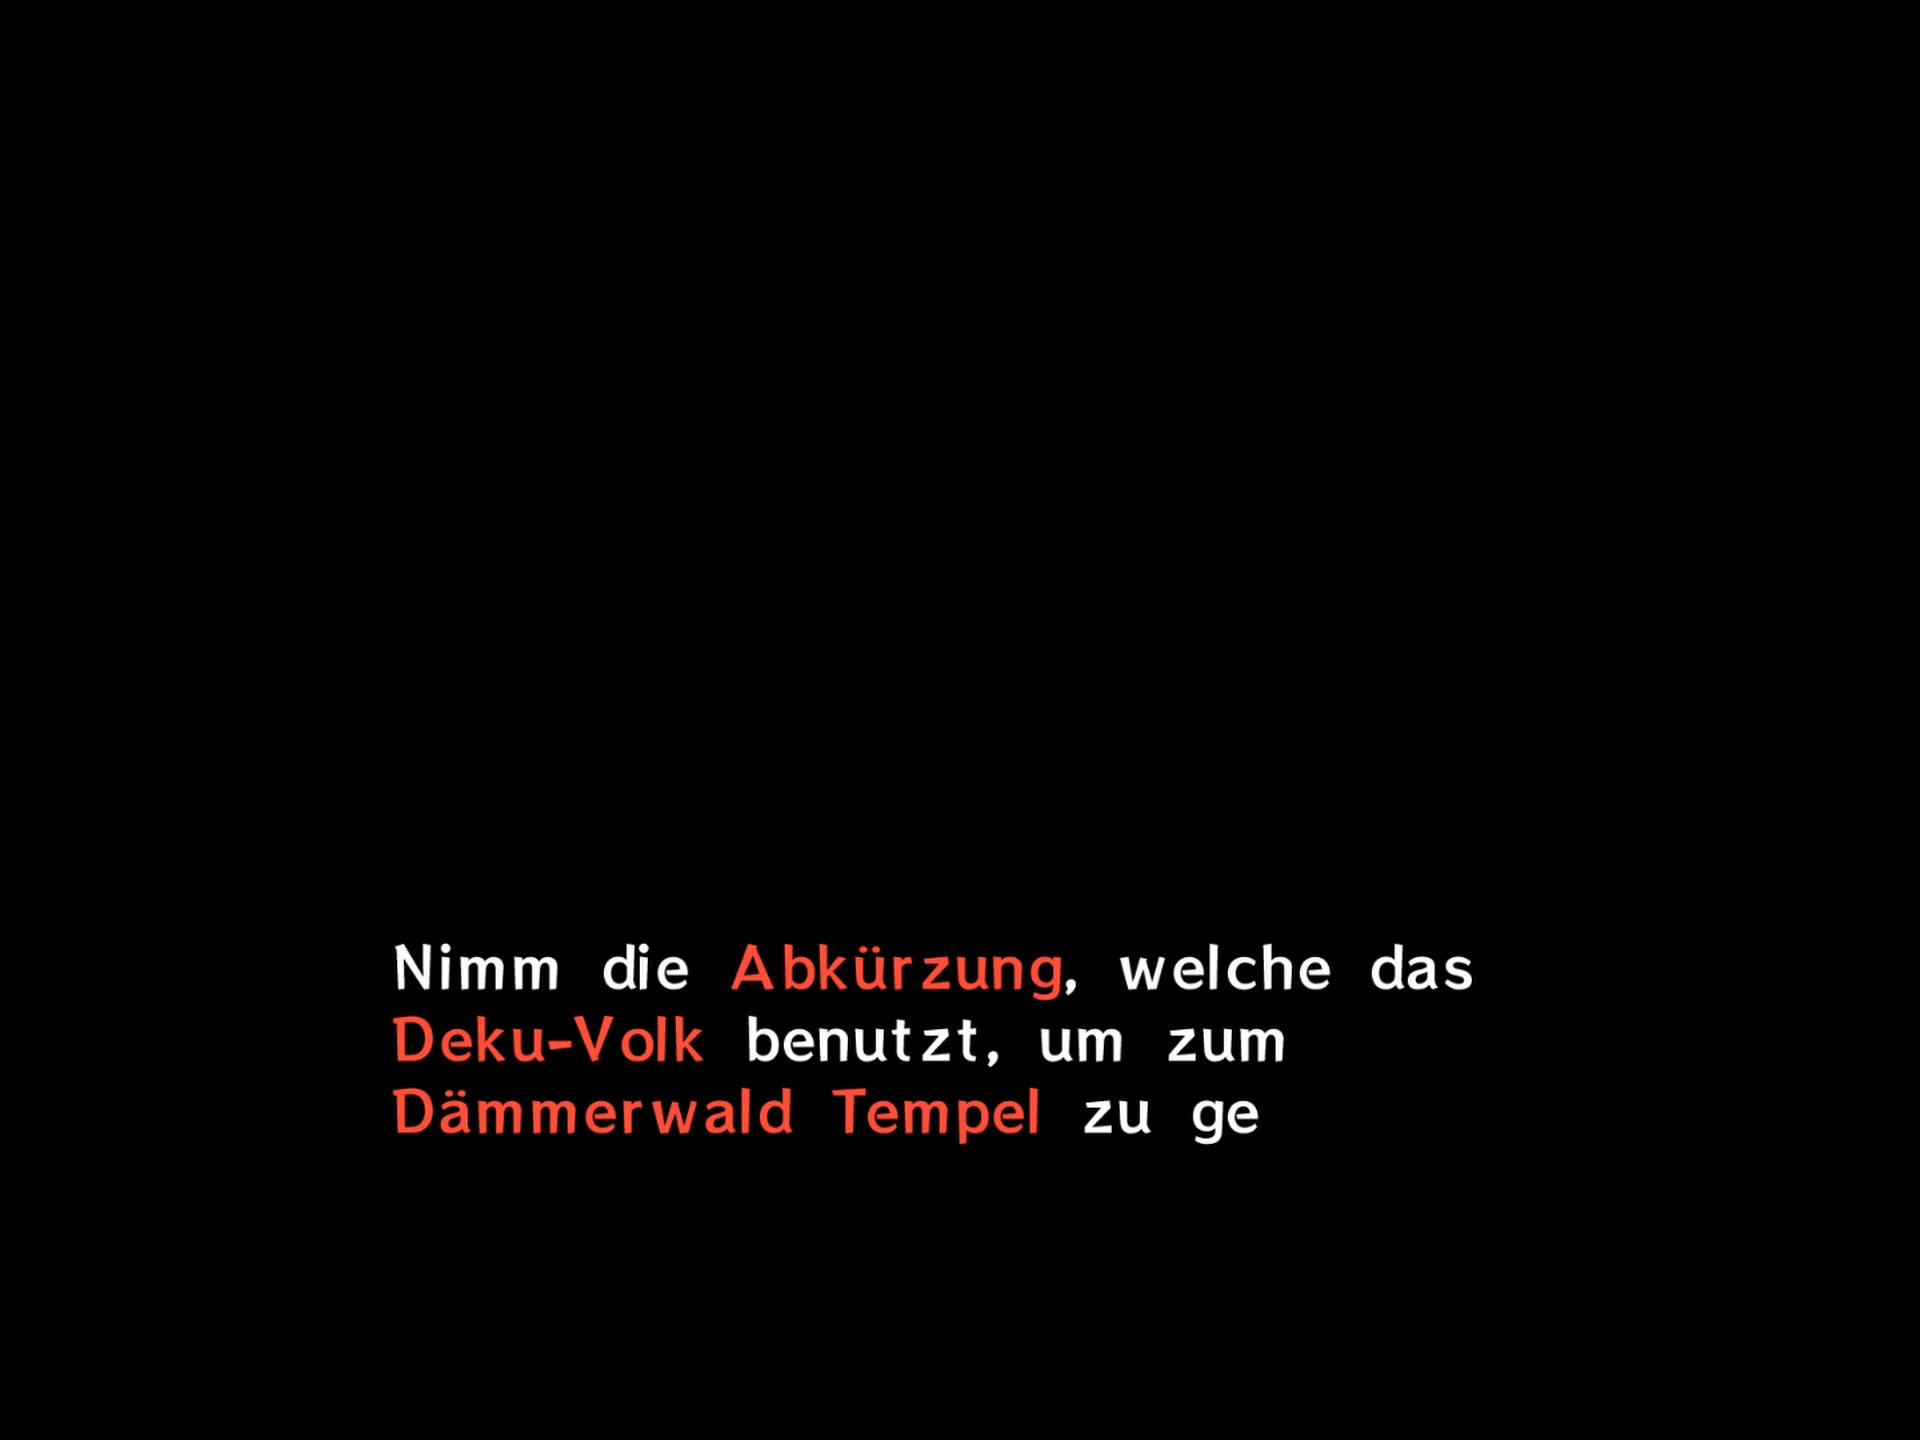 Nimm die Abkürzung, welche das
Deku-Volk benutzt, um zum
Dämmerwald Tempel zu ge